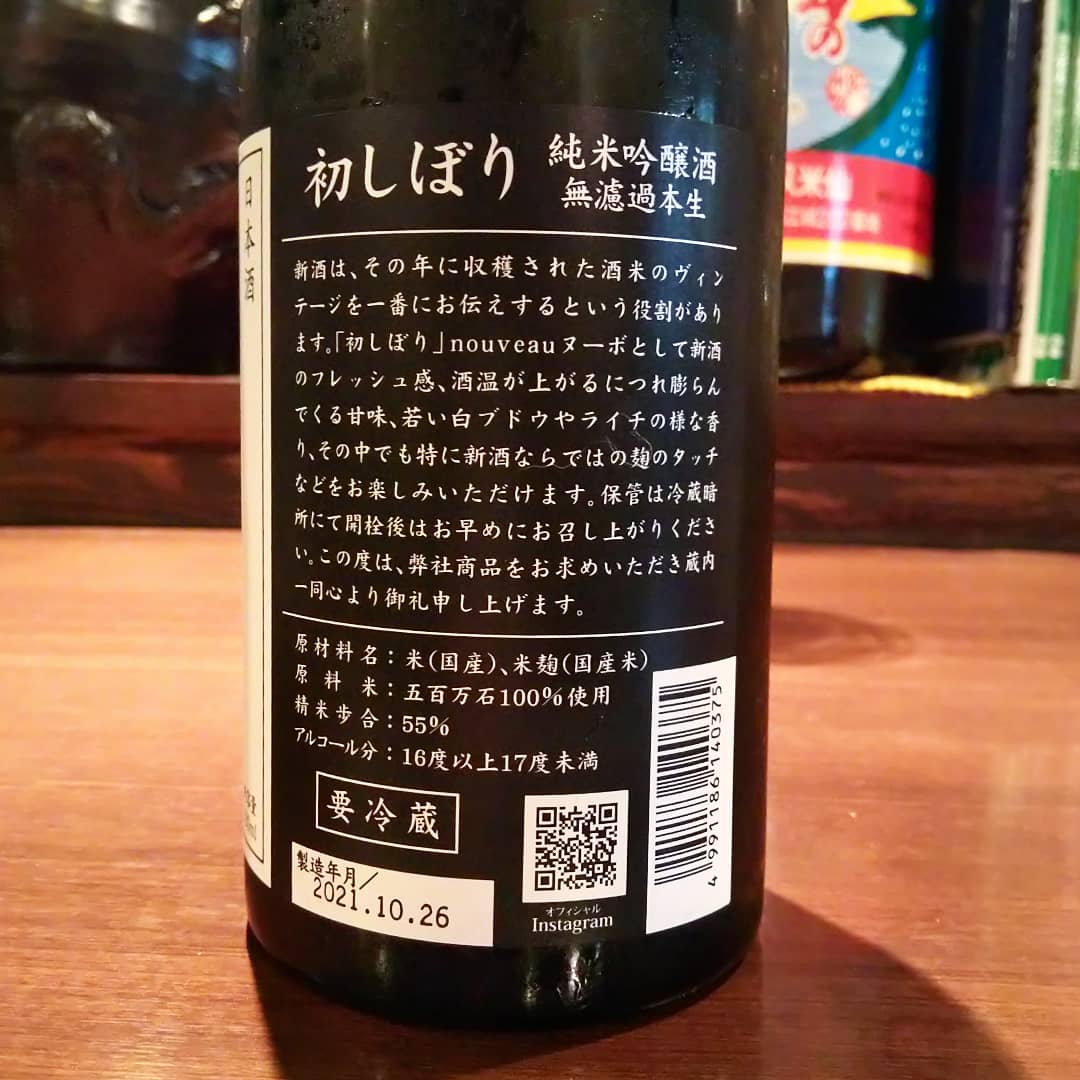 初しぼり
純米吟醸酒
無濾過本生
新酒は、その年に収穫された酒米のヴィン
テージを一番にお伝えするという役割があり
ます。「初しぼり」nouveauヌーボとして新酒
のフレッシュ感、酒温が上がるにつれ膨らん
でくる甘味、若い白ブドウやライチの様な香
り、その中でも特に新酒ならではの麹のタッチ
などをお楽しみいただけます。保管は冷蔵暗
所にて開栓後はお早めにお召し上がりくださ
い。この度は、弊社商品をお求めいただき蔵内
一同心より御礼申し上げます。
原材料名：米(国産)、米麹(国産米)
原料米：五百万石100%使用
精米歩合：55%
アルコール分：16度以上17度未満
要冷蔵
製造年月/
2021.10.26
オフィシャル
Instagram
4991186140375
日本酒
の